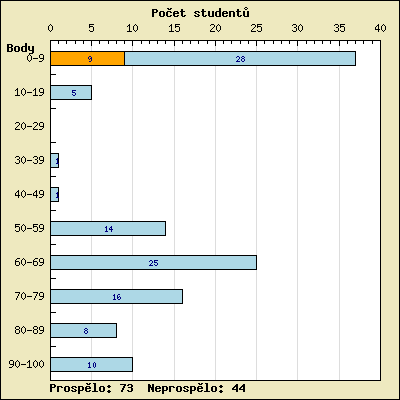 Počet studentů
0 5 10 15 20 25 30 35 40
Body
0-9 9 28
10-19 5
20-29
30-39 1
40-49 1
50-59 14
60-69 25
70-79 16
80-89 8
90-100 10
Prospělo: 73 Neprospělo: 44